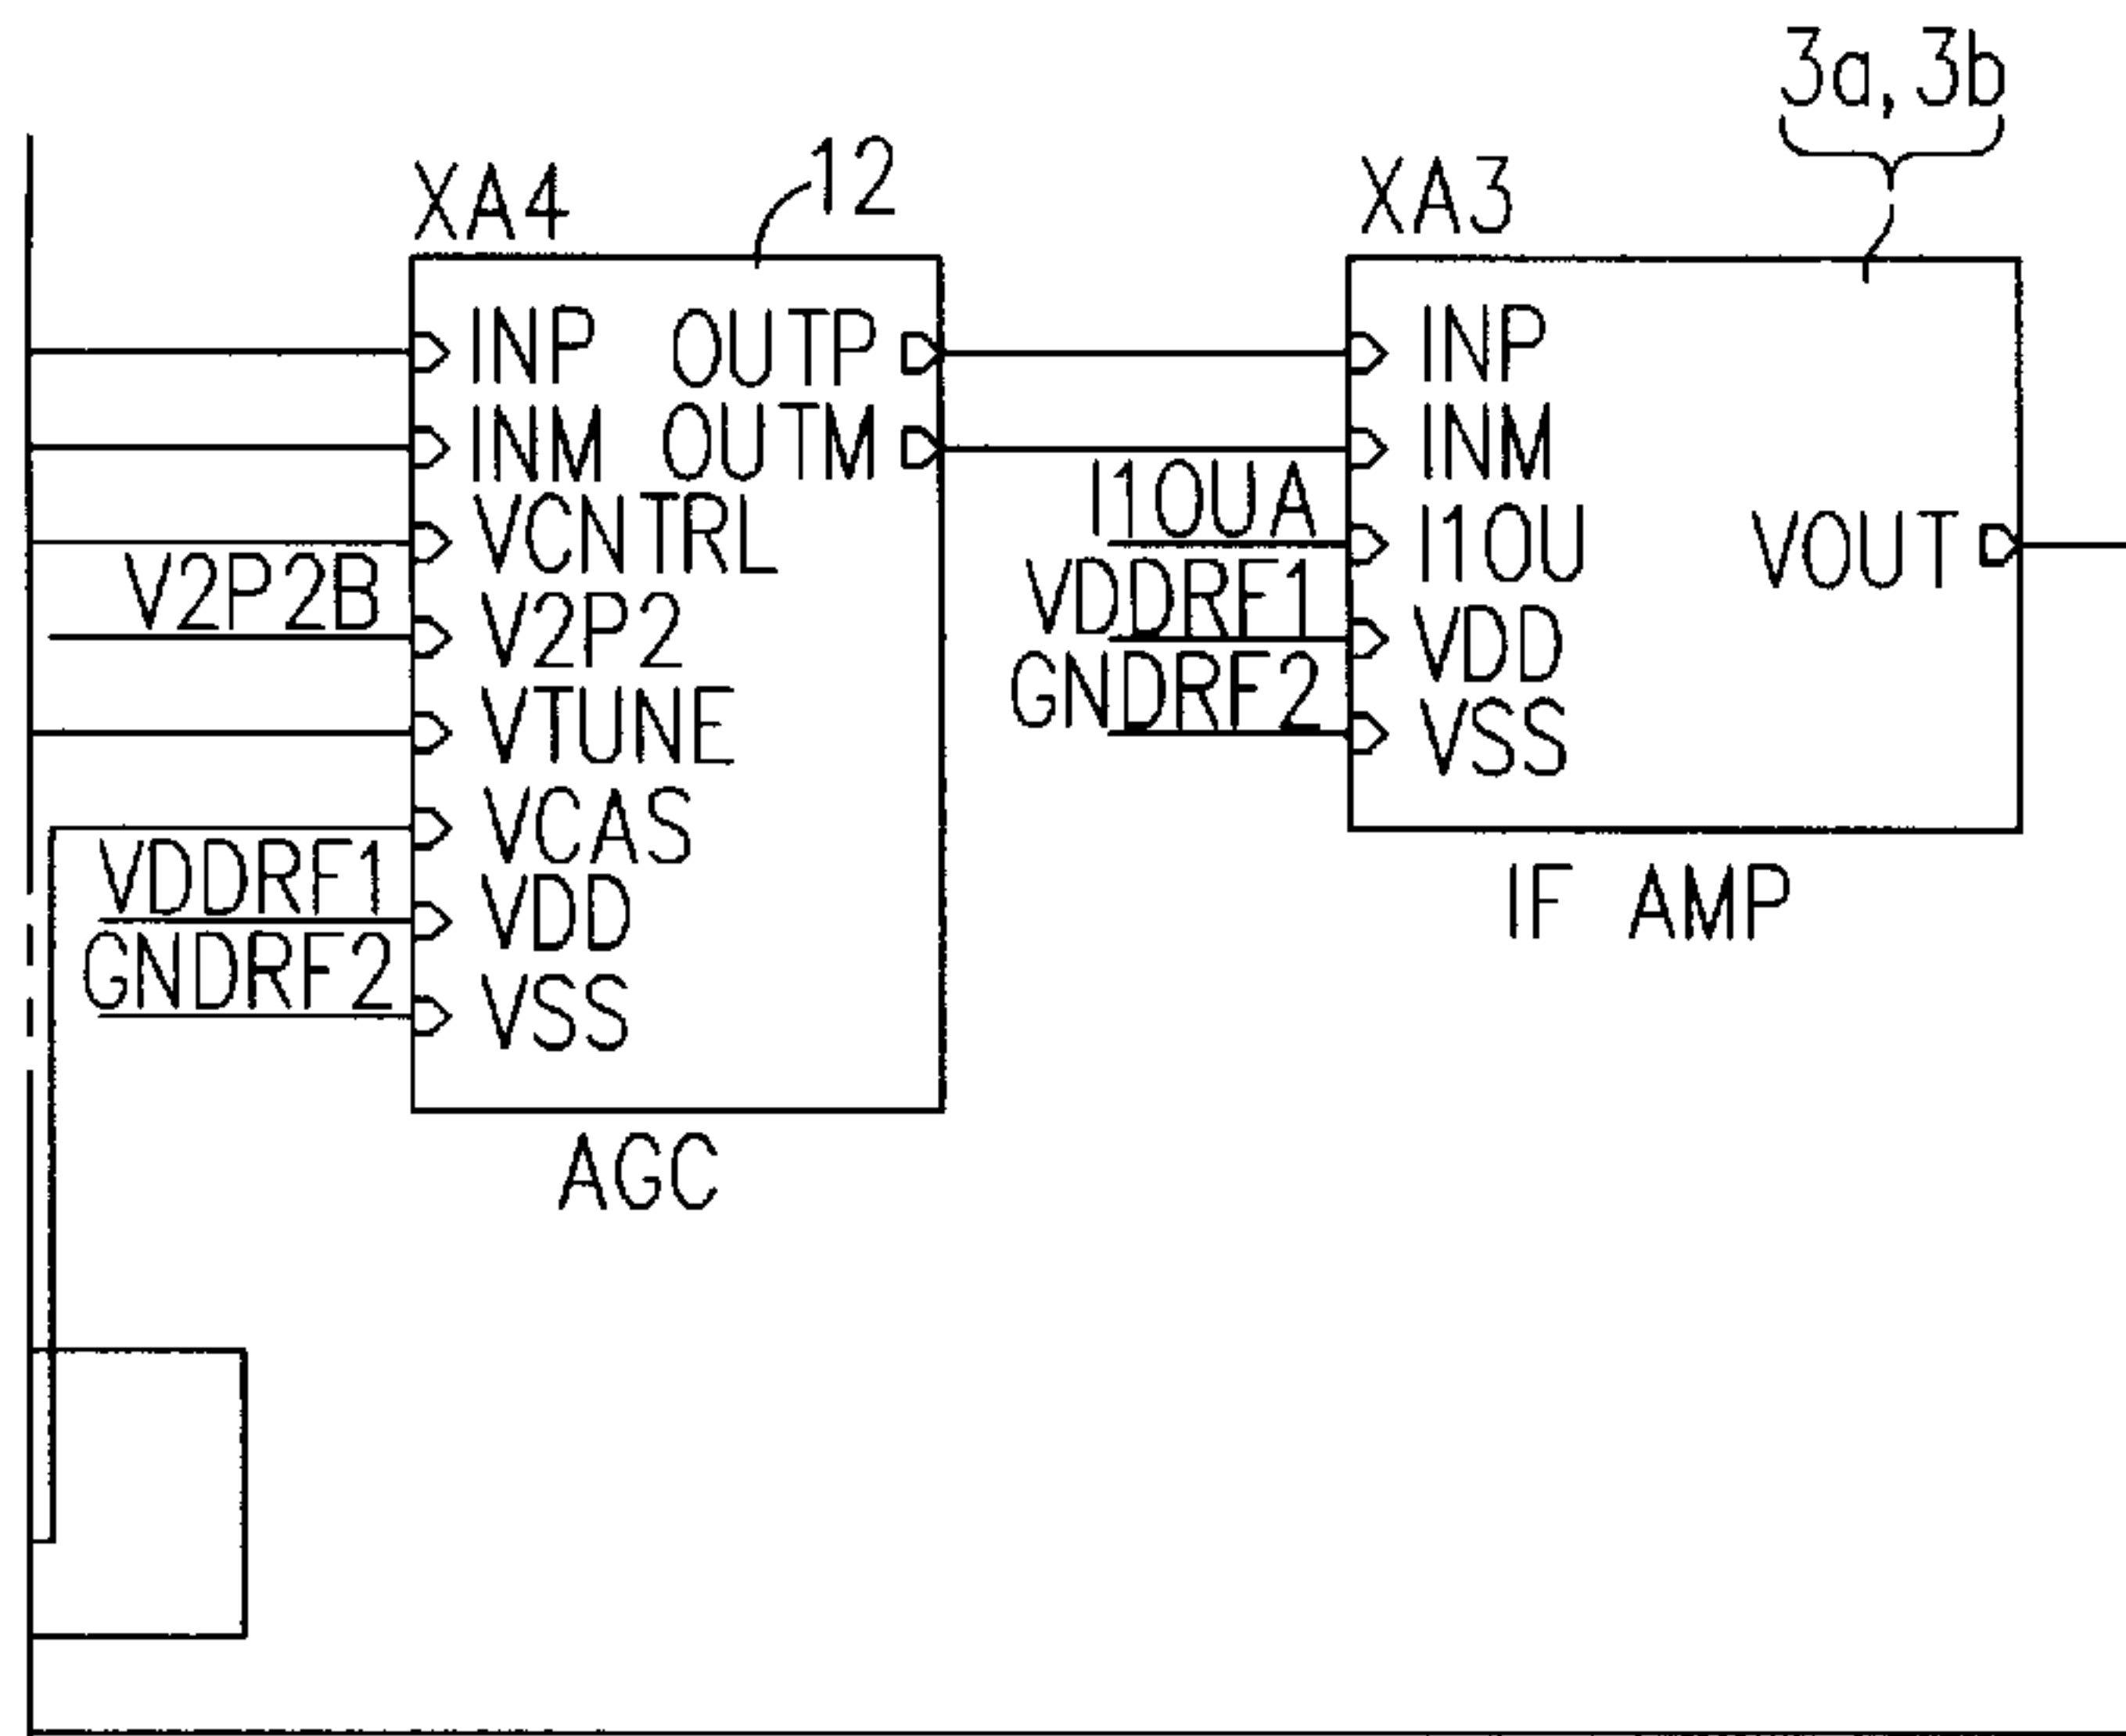 3a, 3b
12
XA4
XA3
INP OUTP
INM OUTM
VCNTRL
V2P2B
V2P2
VTUNE
VCAS
VDDRF1
VDD
GNDRF2
VSS
AGC
INP
INM
I10UA
I10U
VOUT
VDDRF1
VDD
GNDRF2
VSS
IF AMP